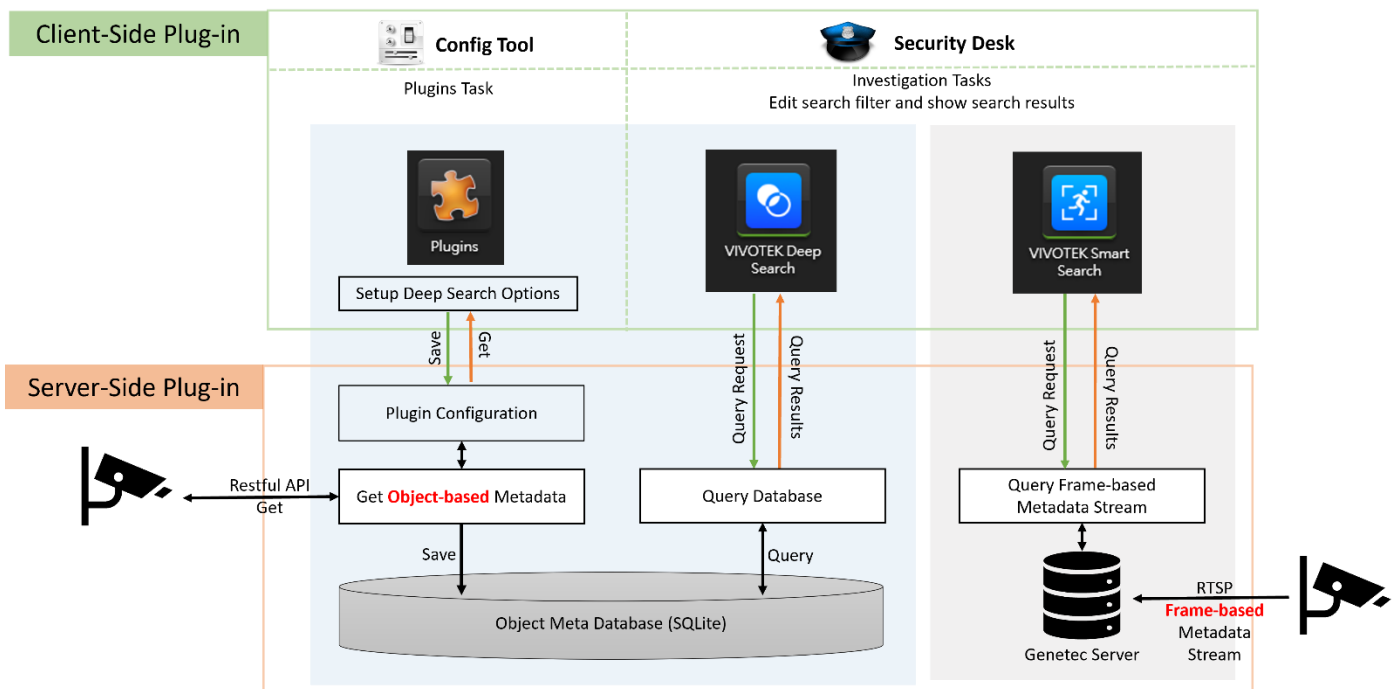 Client-Side Plug-in
Config Tool
Security Desk
Plugins Task
Investigation Tasks
Edit search filter and show search results
Plugins
VIVOTEK Deep
Search
VIVOTEK Smart
Search
Setup Deep Search Options
Save
Get
Query Request
Query Results
Query Request
Query Results
Server-Side Plug-in
Plugin Configuration
Restful API
Get
Get Object-based Metadata
Query Database
Query Frame-based
Metadata Stream
Save
Query
Object Meta Database (SQLite)
Genetec Server
RTSP
Frame-based
Metadata
Stream